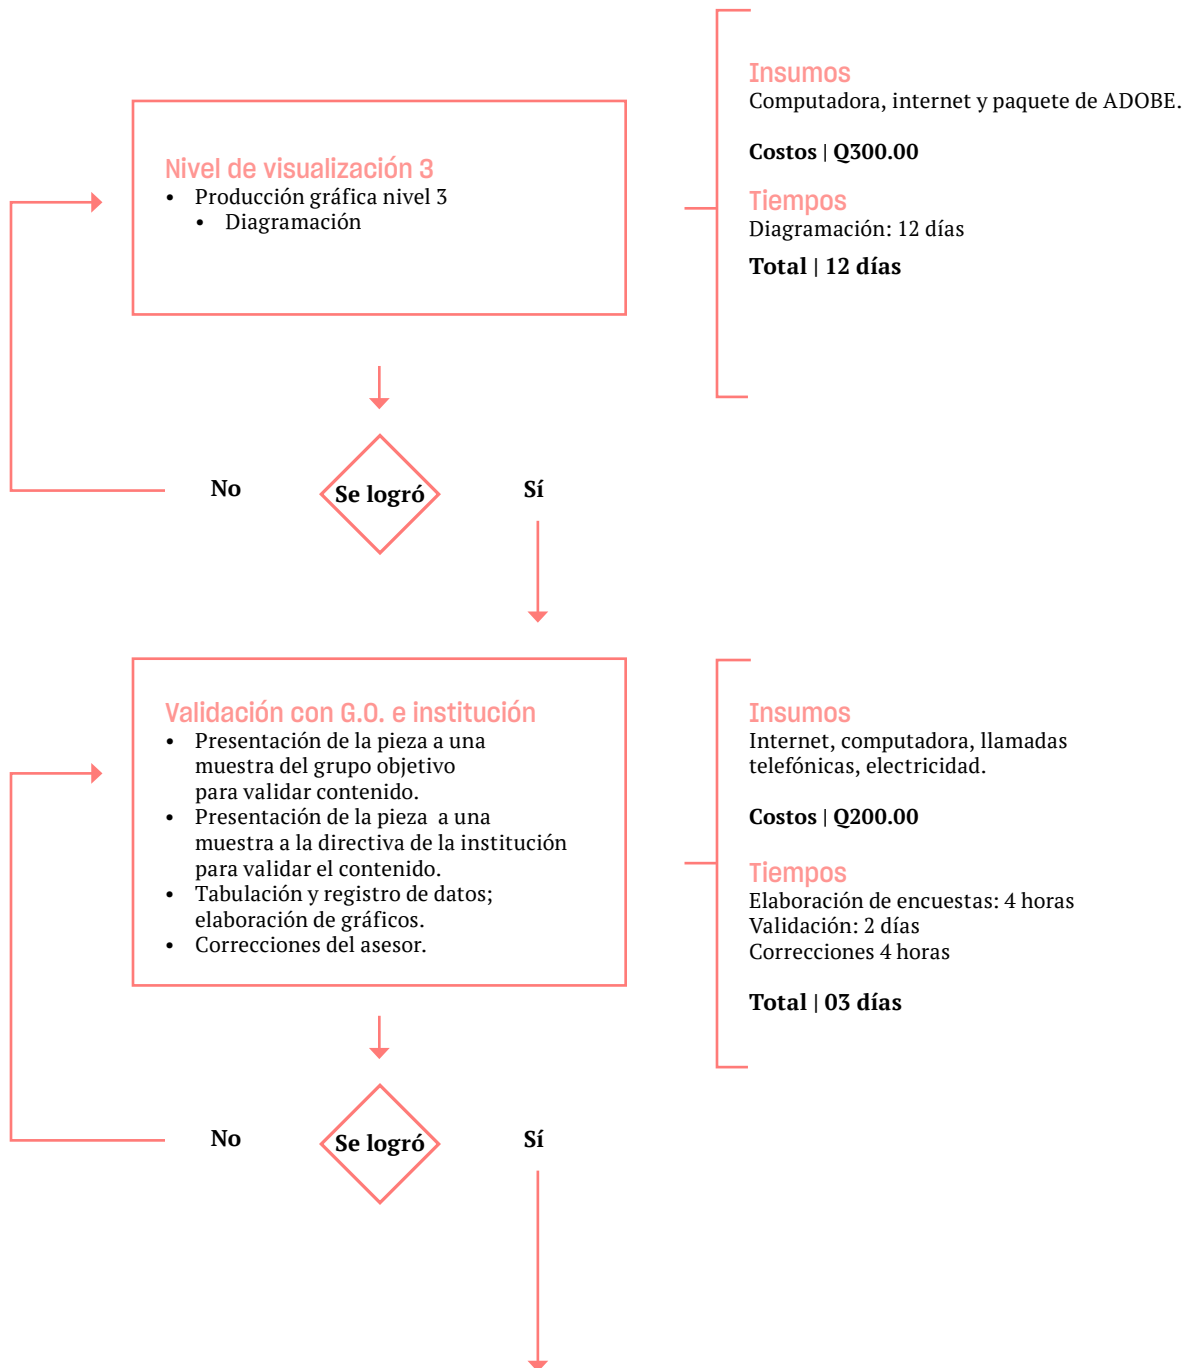 Nivel de visualización 3
• Producción gráfica nivel 3
• Diagramación
Insumos
Computadora, internet y paquete de ADOBE.
Costos | Q300.00
Tiempos
Diagramación: 12 días
Total | 12 días
No
Se logró
Sí
Validación con G.O. e institución
• Presentación de la pieza a una
muestra del grupo objetivo
para validar contenido.
• Presentación de la pieza a una
muestra a la directiva de la institución
para validar el contenido.
• Tabulación y registro de datos;
elaboración de gráficos.
• Correcciones del asesor.
Insumos
Internet, computadora, llamadas
telefónicas, electricidad.
Costos | Q200.00
Tiempos
Elaboración de encuestas: 4 horas
Validación: 2 días
Correcciones 4 horas
Total | 03 días
No
Se logró
Sí